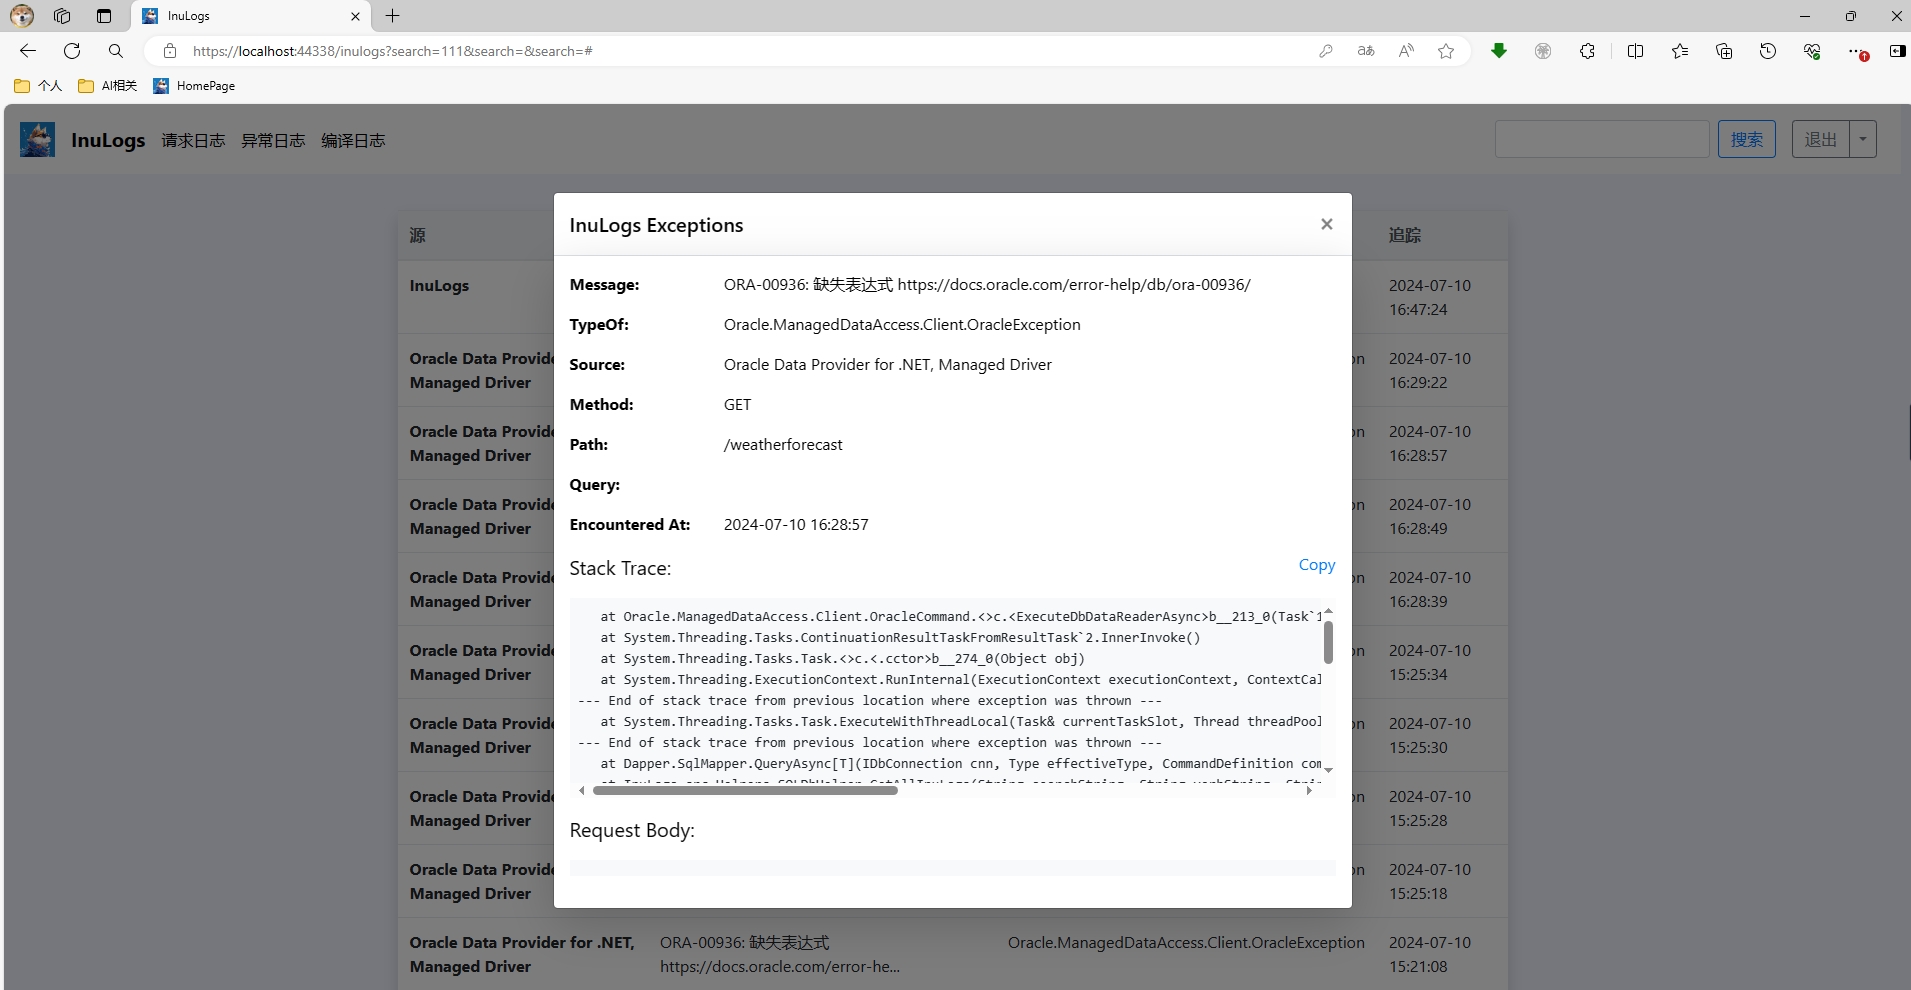 InuLogs
https://localhost:44338/inulogs?search=111&search=&search=#
个人 AI相关 HomePage
InuLogs 请求日志 异常日志 编译日志 搜索 退出
源 追踪
InuLogs Exceptions ×
Message: ORA-00936: 缺失表达式 https://docs.oracle.com/error-help/db/ora-00936/
TypeOf: Oracle.ManagedDataAccess.Client.OracleException
Source: Oracle Data Provider for .NET, Managed Driver
Method: GET
Path: /weatherforecast
Query:
Encountered At: 2024-07-10 16:28:57
Stack Trace: Copy
at Oracle.ManagedDataAccess.Client.OracleCommand.<>c.<ExecuteDbDataReaderAsync>b__213_0(Task`1
at System.Threading.Tasks.ContinuationResultTaskFromResultTask`2.InnerInvoke()
at System.Threading.Tasks.Task.<>c.<.cctor>b__274_0(Object obj)
at System.Threading.ExecutionContext.RunInternal(ExecutionContext executionContext, ContextCal
--- End of stack trace from previous location where exception was thrown ---
at System.Threading.Tasks.Task.ExecuteWithThreadLocal(Task& currentTaskSlot, Thread threadPool
--- End of stack trace from previous location where exception was thrown ---
at Dapper.SqlMapper.QueryAsync[T](IDbConnection cnn, Type effectiveType, CommandDefinition com
Request Body:
InuLogs 2024-07-10
16:47:24
Oracle Data Provide on 2024-07-10
Managed Driver 16:29:22
Oracle Data Provide on 2024-07-10
Managed Driver 16:28:57
Oracle Data Provide on 2024-07-10
Managed Driver 16:28:49
Oracle Data Provide on 2024-07-10
Managed Driver 16:28:39
Oracle Data Provide on 2024-07-10
Managed Driver 15:25:34
Oracle Data Provide on 2024-07-10
Managed Driver 15:25:30
Oracle Data Provide on 2024-07-10
Managed Driver 15:25:28
Oracle Data Provide on 2024-07-10
Managed Driver 15:25:18
Oracle Data Provider for .NET, ORA-00936: 缺失表达式 Oracle.ManagedDataAccess.Client.OracleException 2024-07-10
Managed Driver https://docs.oracle.com/error-he... 15:21:08